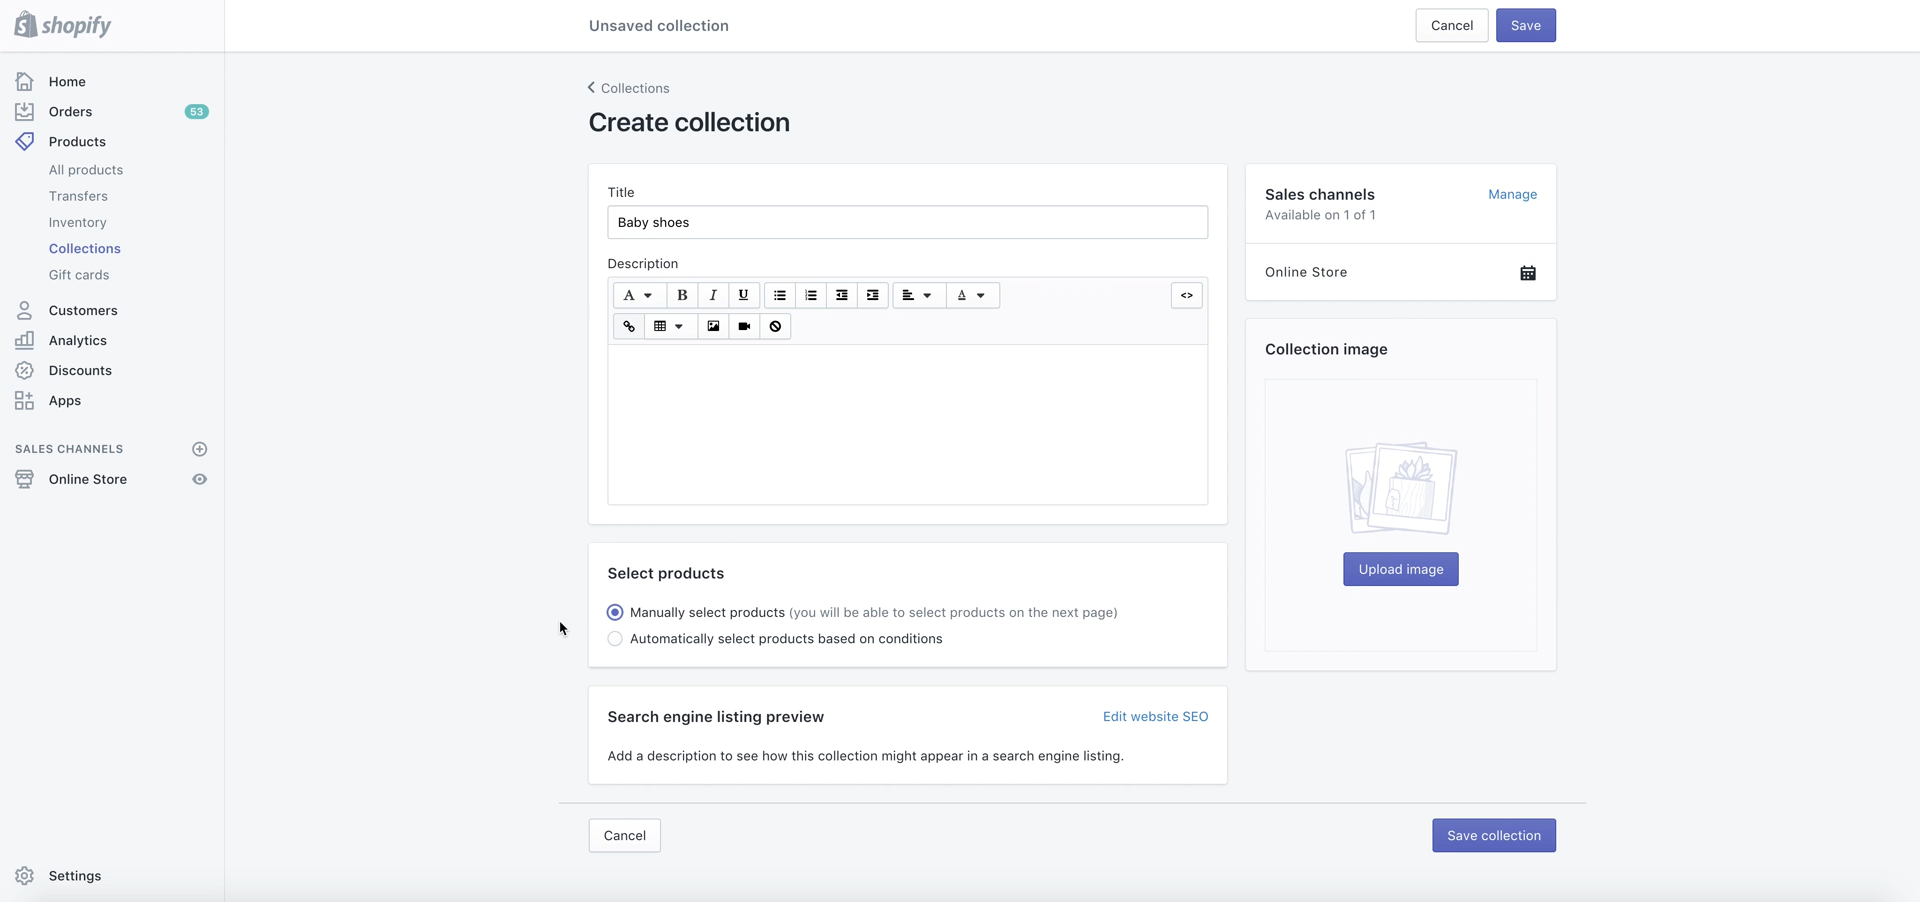 shopify
Unsaved collection
Cancel
Save
Home
Orders
53
Products
All products
Transfers
Inventory
Collections
Gift cards
Customers
Analytics
Discounts
Apps
SALES CHANNELS
Online Store
Settings
Collections
Create collection
Title
Baby shoes
Description
A
B
I
U
A
<>
Select products
Manually select products (you will be able to select products on the next page)
Automatically select products based on conditions
Search engine listing preview
Edit website SEO
Add a description to see how this collection might appear in a search engine listing.
Sales channels
Manage
Available on 1 of 1
Online Store
Collection image
Upload image
Cancel
Save collection